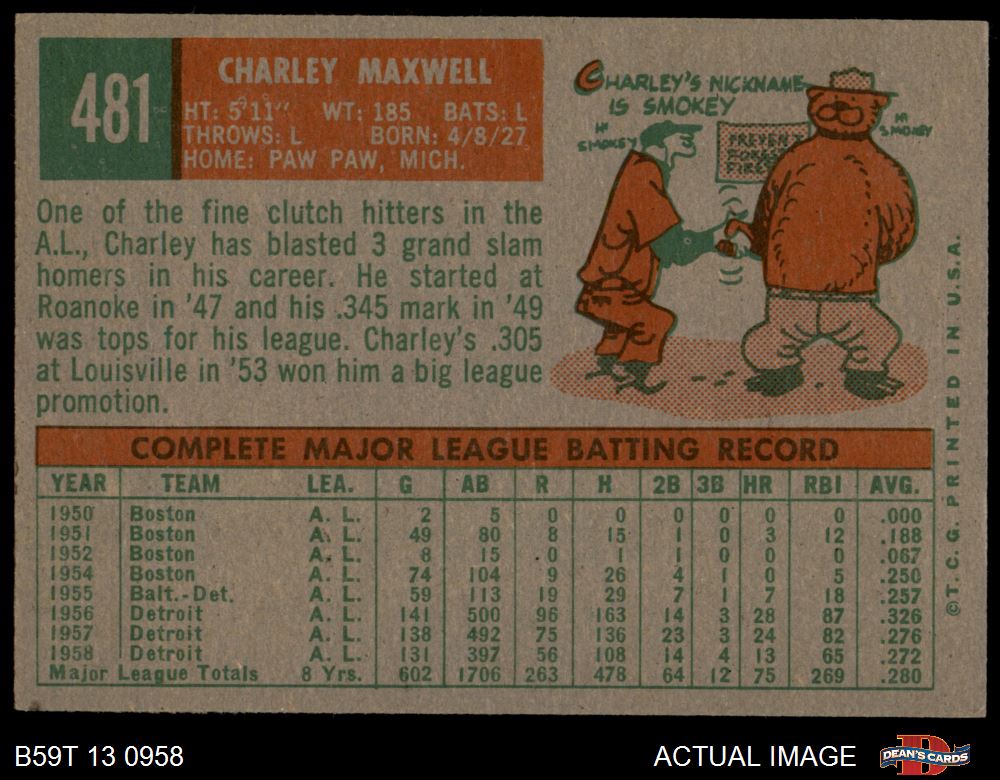 481
CHARLEY MAXWELL
HT: 5'11" WT: 185 BATS: L
THROWS: L BORN: 4/8/27
HOME: PAW PAW, MICH.
One of the fine clutch hitters in the
A.L., Charley has blasted 3 grand slam
homers in his career. He started at
Roanoke in '47 and his .345 mark in '49
was tops for his league. Charley's .305
at Louisville in '53 won him a big league
promotion.
CHARLEY'S NICKNAME
IS SMOKEY
HI
SMOKEY
HI
SMOKEY
PREVENT
FOREST
FIRES
COMPLETE MAJOR LEAGUE BATTING RECORD
YEAR TEAM LEA. G AB R H 2B 3B HR RBI AVG.
1950 Boston A. L. 2 5 0 0 0 0 0 0 .000
1951 Boston A. L. 49 80 8 15 1 0 3 12 .188
1952 Boston A. L. 8 15 0 1 1 0 0 0 .067
1954 Boston A. L. 74 104 9 26 4 1 0 5 .250
1955 Balt.-Det. A. L. 59 113 19 29 7 1 7 18 .257
1956 Detroit A. L. 141 500 96 163 14 3 28 87 .326
1957 Detroit A. L. 138 492 75 136 23 3 24 82 .276
1958 Detroit A. L. 131 397 56 108 14 4 13 65 .272
Major League Totals 8 Yrs. 602 1706 263 478 64 12 75 269 .280
©T. C. G. PRINTED IN U.S.A.
B59T 13 0958
ACTUAL IMAGE
D
DEAN'S CARDS